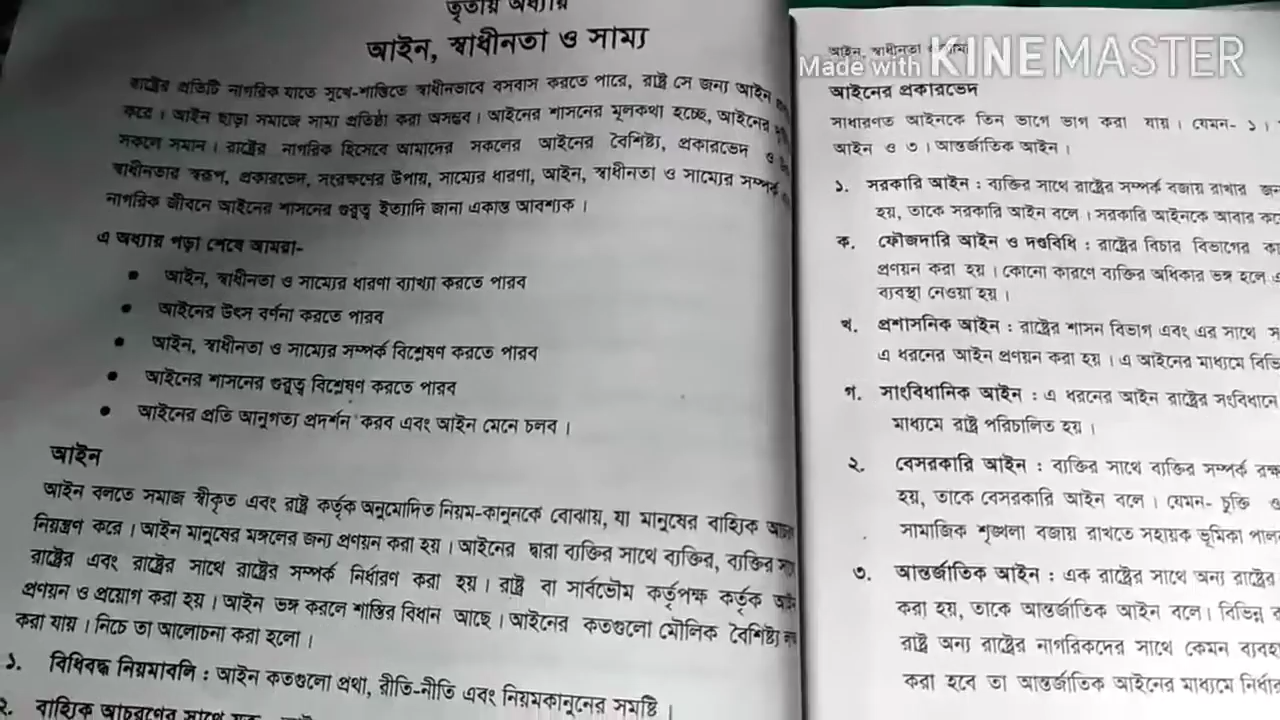 তৃতীয় অধ্যায়
আইন, স্বাধীনতা ও সাম্য
রাষ্ট্রের প্রতিটি নাগরিক যাতে সুখে-শান্তিতে স্বাধীনভাবে বসবাস করতে পারে, রাষ্ট্র সে জন্য আইন
করে। আইন ছাড়া সমাজে সাম্য প্রতিষ্ঠা করা অসম্ভব। আইনের শাসনের মূলকথা হচ্ছে, আইনের
সকলে সমান। রাষ্ট্রের নাগরিক হিসেবে আমাদের সকলের আইনের বৈশিষ্ট্য, প্রকারভেদ ও
স্বাধীনতার স্বরূপ, প্রকারভেদ, সংরক্ষণের উপায়, সাম্যের ধারণা, আইন, স্বাধীনতা ও সাম্যের সম্পর্ক
নাগরিক জীবনে আইনের শাসনের গুরুত্ব ইত্যাদি জানা একান্ত আবশ্যক।
এ অধ্যায় পড়া শেষে আমরা-
• আইন, স্বাধীনতা ও সাম্যের ধারণা ব্যাখ্যা করতে পারব
• আইনের উৎস বর্ণনা করতে পারব
• আইন, স্বাধীনতা ও সাম্যের সম্পর্ক বিশ্লেষণ করতে পারব
• আইনের শাসনের গুরুত্ব বিশ্লেষণ করতে পারব
• আইনের প্রতি আনুগত্য প্রদর্শন করব এবং আইন মেনে চলব।
আইন
আইন বলতে সমাজ স্বীকৃত এবং রাষ্ট্র কর্তৃক অনুমোদিত নিয়ম-কানুনকে বোঝায়, যা মানুষের বাহ্যিক
নিয়ন্ত্রণ করে। আইন মানুষের মঙ্গলের জন্য প্রণয়ন করা হয়। আইনের দ্বারা ব্যক্তির সাথে ব্যক্তির, ব্যক্তির
রাষ্ট্রের এবং রাষ্ট্রের সাথে রাষ্ট্রের সম্পর্ক নির্ধারণ করা হয়। রাষ্ট্র বা সার্বভৌম কর্তৃপক্ষ কর্তৃক
প্রণয়ন ও প্রয়োগ করা হয়। আইন ভঙ্গ করলে শাস্তির বিধান আছে। আইনের কতগুলো মৌলিক বৈশিষ্ট্য
করা যায়। নিচে তা আলোচনা করা হলো।
১. বিধিবদ্ধ নিয়মাবলি : আইন কতগুলো প্রথা, রীতি-নীতি এবং নিয়মকানুনের সমষ্টি।
২. বাহ্যিক আচরণের সাথে
আইন, স্বাধীনতা
Made with KINEMASTER
আইনের প্রকারভেদ
সাধারণত আইনকে তিন ভাগে ভাগ করা যায়। যেমন- ১।
আইন ও ৩। আন্তর্জাতিক আইন।
১. সরকারি আইন : ব্যক্তির সাথে রাষ্ট্রের সম্পর্ক বজায় রাখার
হয়, তাকে সরকারি আইন বলে। সরকারি আইনকে আবার
ক. ফৌজদারি আইন ও দণ্ডবিধি : রাষ্ট্রের বিচার বিভাগের
প্রণয়ন করা হয়। কোনো কারণে ব্যক্তির অধিকার ভঙ্গ হলে
ব্যবস্থা নেওয়া হয়।
খ. প্রশাসনিক আইন : রাষ্ট্রের শাসন বিভাগ এবং এর সাথে
এ ধরনের আইন প্রণয়ন করা হয়। এ আইনের মাধ্যমে
গ. সাংবিধানিক আইন : এ ধরনের আইন রাষ্ট্রের সংবিধানে
মাধ্যমে রাষ্ট্র পরিচালিত হয়।
২. বেসরকারি আইন : ব্যক্তির সাথে ব্যক্তির সম্পর্ক
হয়, তাকে বেসরকারি আইন বলে। যেমন- চুক্তি
সামাজিক শৃঙ্খলা বজায় রাখতে সহায়ক ভূমিকা
৩. আন্তর্জাতিক আইন : এক রাষ্ট্রের সাথে অন্য রাষ্ট্রের
করা হয়, তাকে আন্তর্জাতিক আইন বলে। বিভিন্ন
রাষ্ট্র অন্য রাষ্ট্রের নাগরিকদের সাথে কেমন
করা হবে তা আন্তর্জাতিক আইনের মাধ্যমে